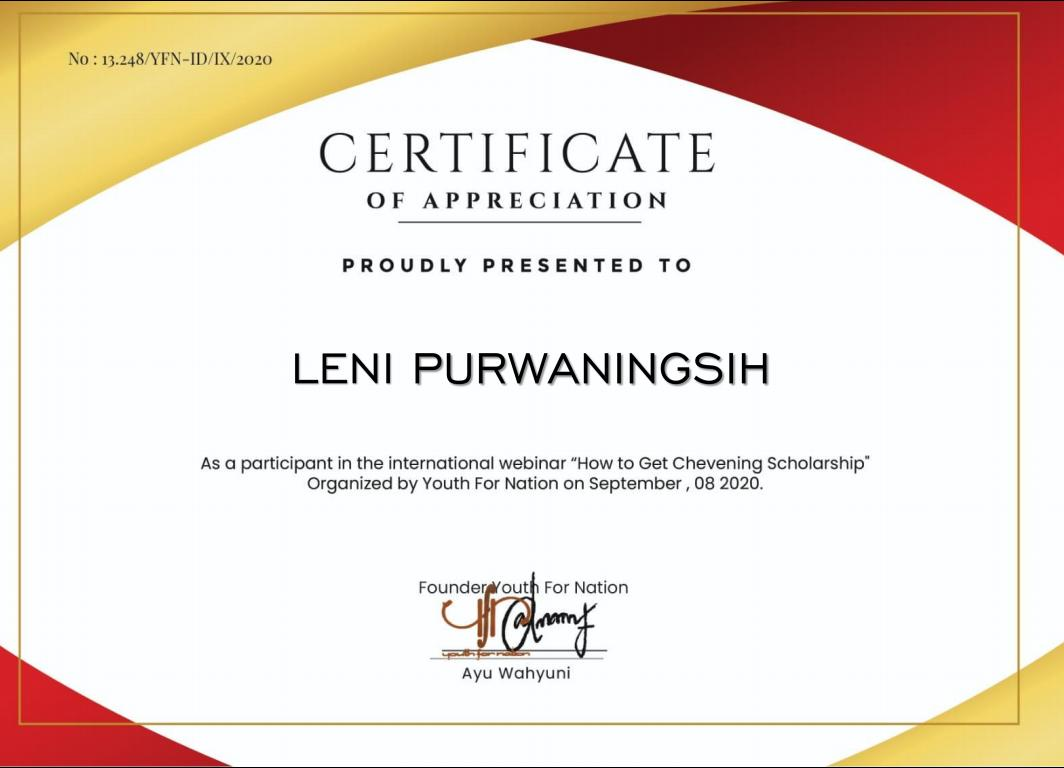 No : 13.248/YFN-ID/IX/2020
CERTIFICATE
OF APPRECIATION
PROUDLY PRESENTED TO
LENI PURWANINGSIH
As a participant in the international webinar “How to Get Chevening Scholarship"
Organized by Youth For Nation on September , 08 2020.
Founder Youth For Nation
yfn
youth for nation
Ayu Wahyuni